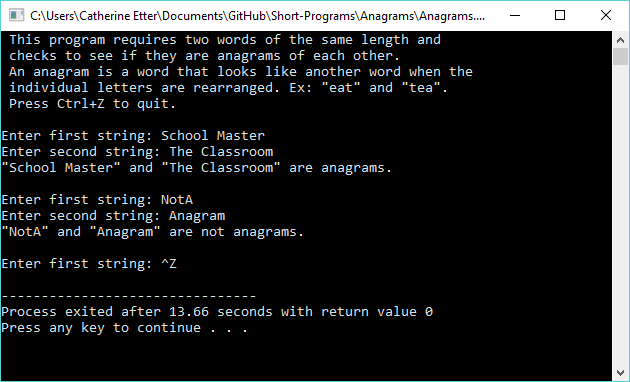 C:\Users\Catherine Etter\Documents\GitHub\Short-Programs\Anagrams\Anagrams....
This program requires two words of the same length and
checks to see if they are anagrams of each other.
An anagram is a word that looks like another word when the
individual letters are rearranged. Ex: "eat" and "tea".
Press Ctrl+Z to quit.
Enter first string: School Master
Enter second string: The Classroom
"School Master" and "The Classroom" are anagrams.
Enter first string: NotA
Enter second string: Anagram
"NotA" and "Anagram" are not anagrams.
Enter first string: ^Z
--------------------------------
Process exited after 13.66 seconds with return value 0
Press any key to continue . . .